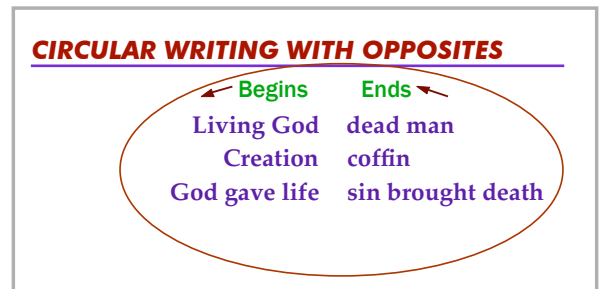 CIRCULAR WRITING WITH OPPOSITES
Begins Ends
Living God dead man
Creation coffin
God gave life sin brought death